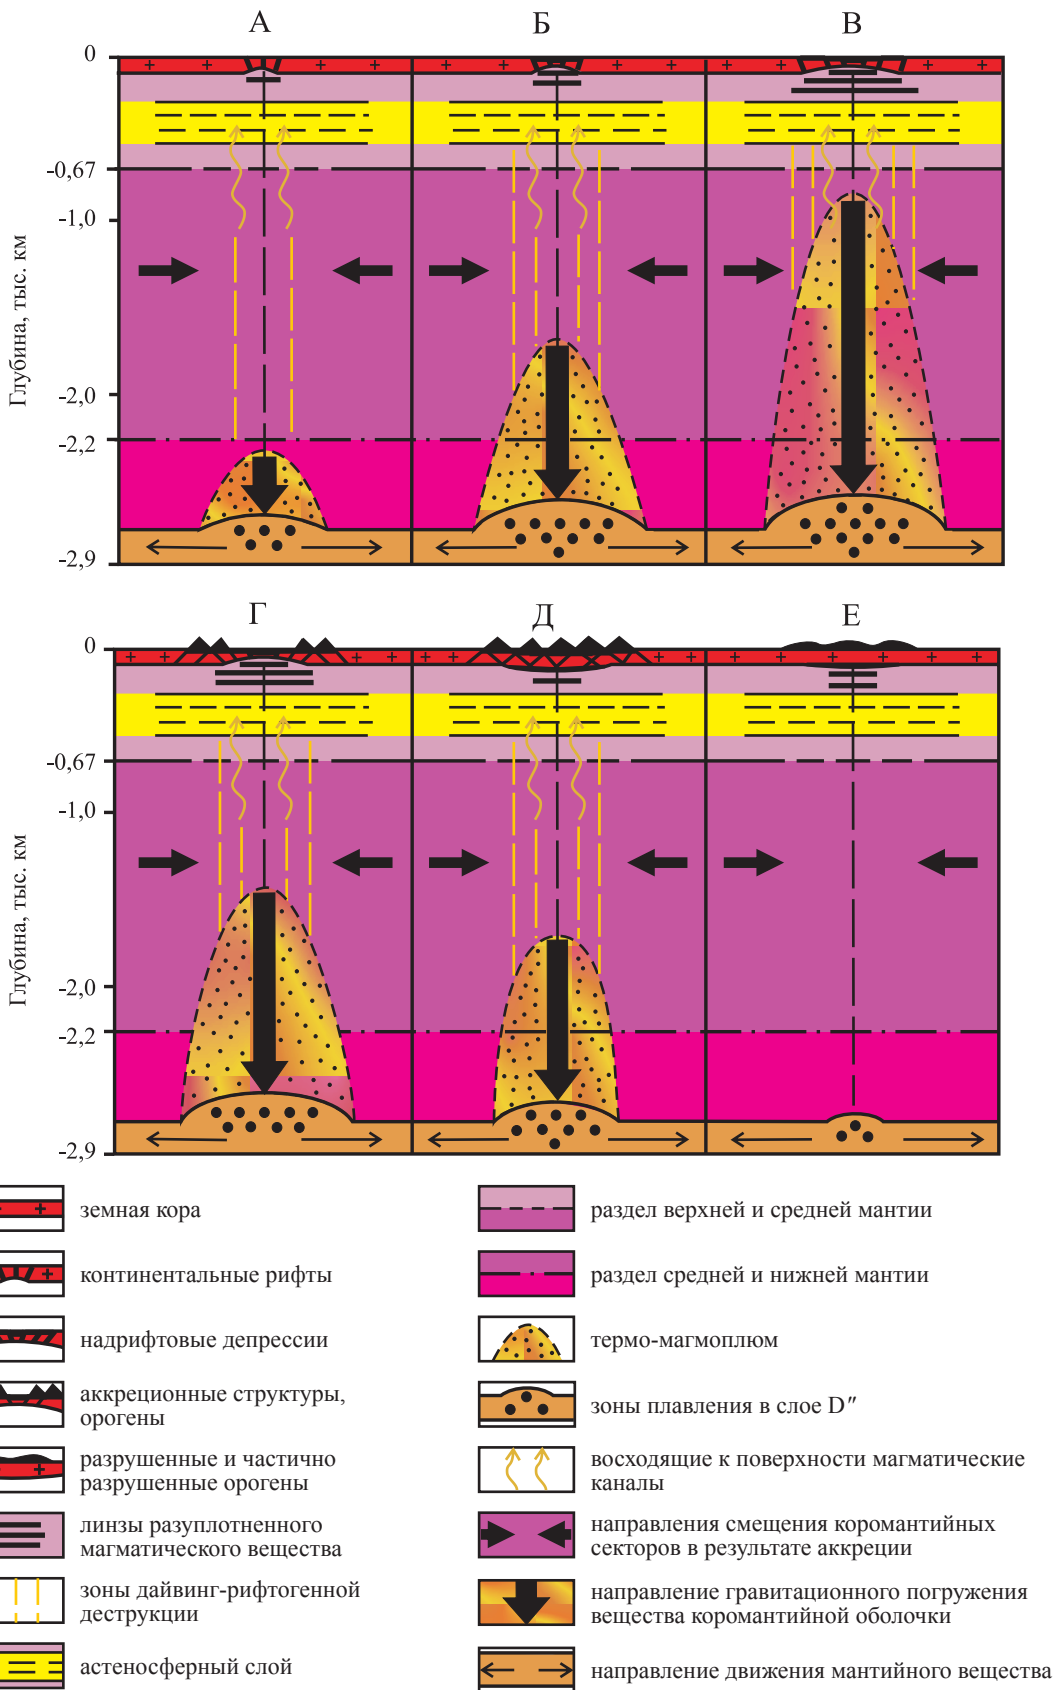 А Б В
0
-0,67
-1,0
-2,0
-2,2
-2,9
Глубина, тыс. км
Г Д Е
0
-0,67
-1,0
-2,0
-2,2
-2,9
Глубина, тыс. км
земная кора
континентальные рифты
надрифтовые депрессии
аккреционные структуры,
орогены
разрушенные и частично
разрушенные орогены
линзы разуплотненного
магматического вещества
зоны дайвинг-рифтогенной
деструкции
астеносферный слой
раздел верхней и средней мантии
раздел средней и нижней мантии
термо-магмоплюм
зоны плавления в слое D″
восходящие к поверхности магматические
каналы
направления смещения коромантийных
секторов в результате аккреции
направление гравитационного погружения
вещества коромантийной оболочки
направление движения мантийного вещества